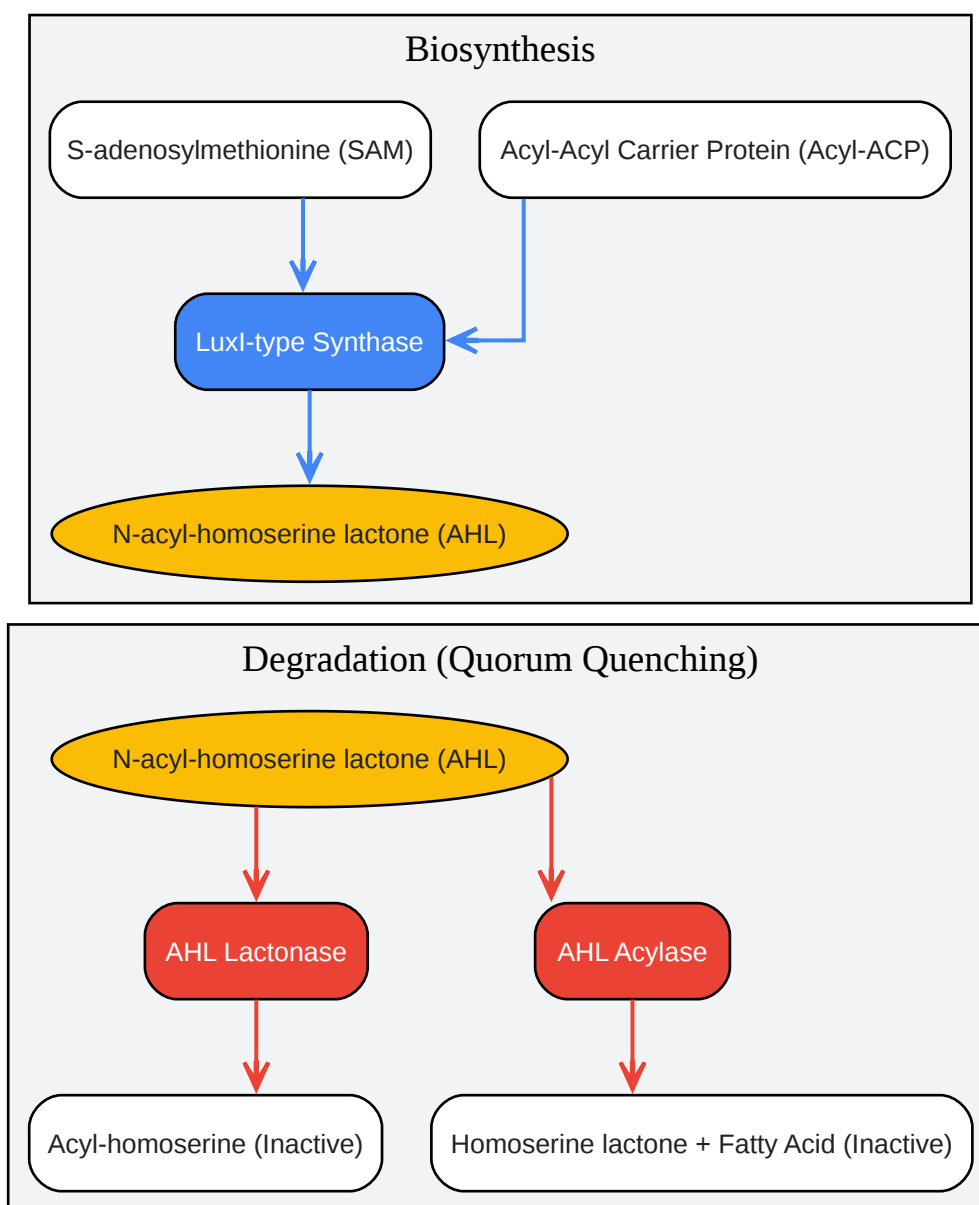 Biosynthesis
S-adenosylmethionine (SAM)
Acyl-Acyl Carrier Protein (Acyl-ACP)
LuxI-type Synthase
N-acyl-homoserine lactone (AHL)
Degradation (Quorum Quenching)
N-acyl-homoserine lactone (AHL)
AHL Lactonase
AHL Acylase
Acyl-homoserine (Inactive)
Homoserine lactone + Fatty Acid (Inactive)